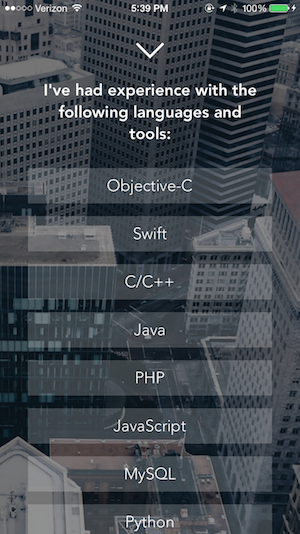 Verizon 5:39 PM 100%
I've had experience with the
following languages and
tools:
Objective-C
Swift
C/C++
Java
PHP
JavaScript
MySQL
Python